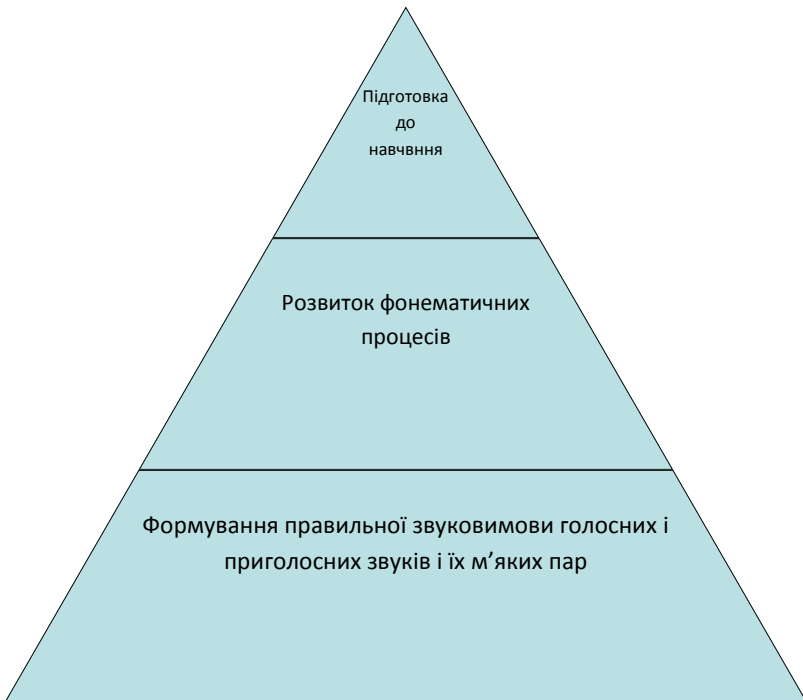 Підготовка
до
навчвння
Розвиток фонематичних
процесів
Формування правильної звуковимови голосних і
приголосних звуків і їх м’яких пар